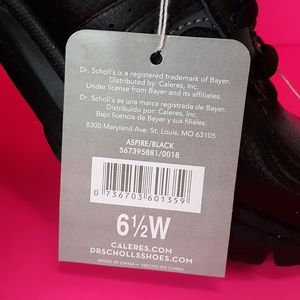 Dr. Scholl's is a registered trademark of Bayer.
Distributed by: Caleres, Inc.
Under license from Bayer and its affiliates.
Dr. Scholl's es una marca registrada de Bayer.
Distribuido por: Caleres, Inc.
Bajo licencia de Bayer y sus filiales.
8300 Maryland Ave. St. Louis, MO 63105
ASPIRE/BLACK
567395881/0018
0 736703 601359
6½W
CALERES.COM
DRSCHOLLSSHOES.COM
MADE IN CHINA • HECHO EN CHINA